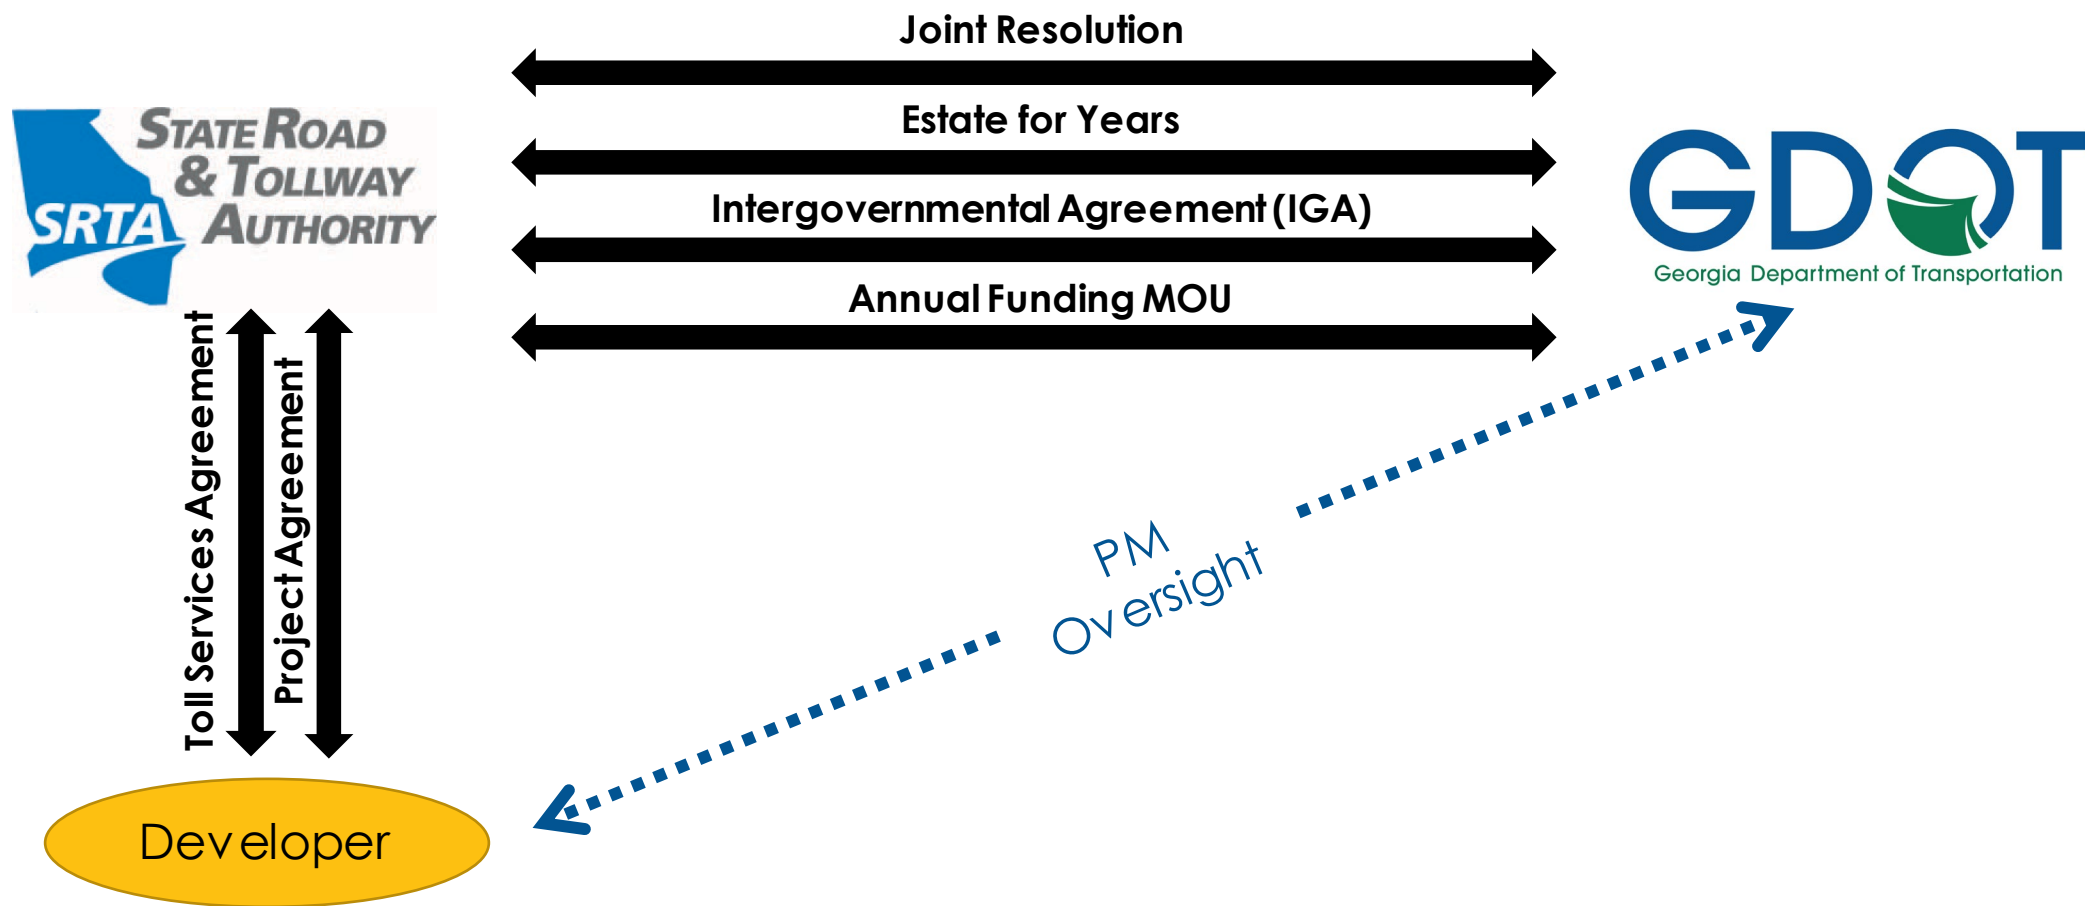 Joint Resolution
Estate for Years
Intergovernmental Agreement (IGA)
Annual Funding MOU
STATE ROAD
& TOLLWAY
AUTHORITY
SRTA
GDOT
Georgia Department of Transportation
Toll Services Agreement
Project Agreement
PM
Oversight
Developer